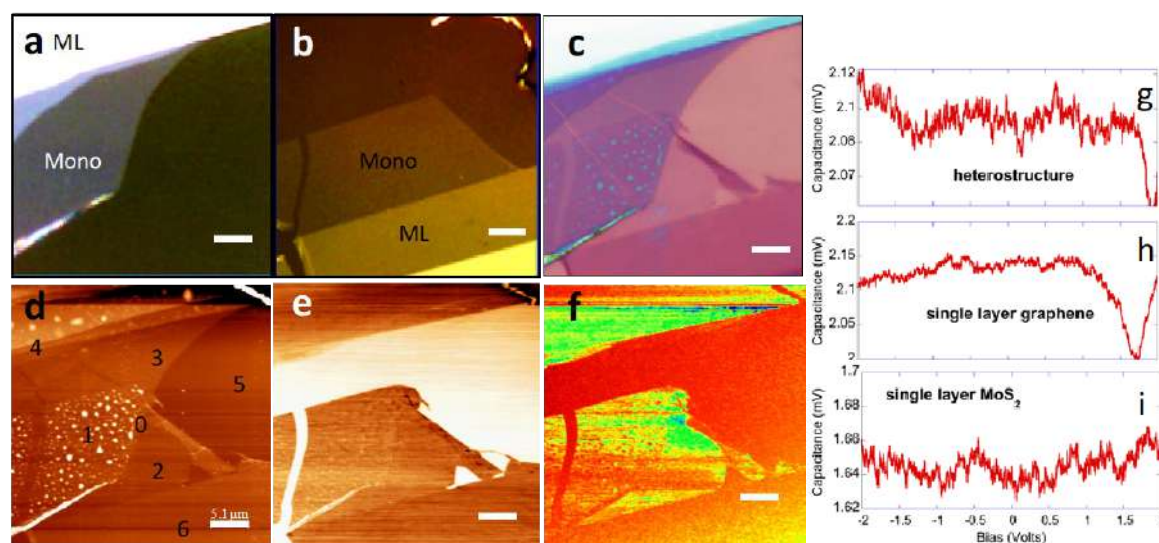 a
ML
Mono
b
Mono
ML
c
d
4
3
5
1
0
2
6
5.1 µm
e
f
g
Capacitance (mV)
2.12
2.1
2.08
2.07
heterostructure
h
Capacitance (mV)
2.2
2.15
2.1
2.05
2
single layer graphene
i
Capacitance (mV)
1.7
1.68
1.66
1.64
1.62
single layer MoS2
-2 -1.5 -1 -0.5 0 0.5 1 1.5 2
Bias (Volts)